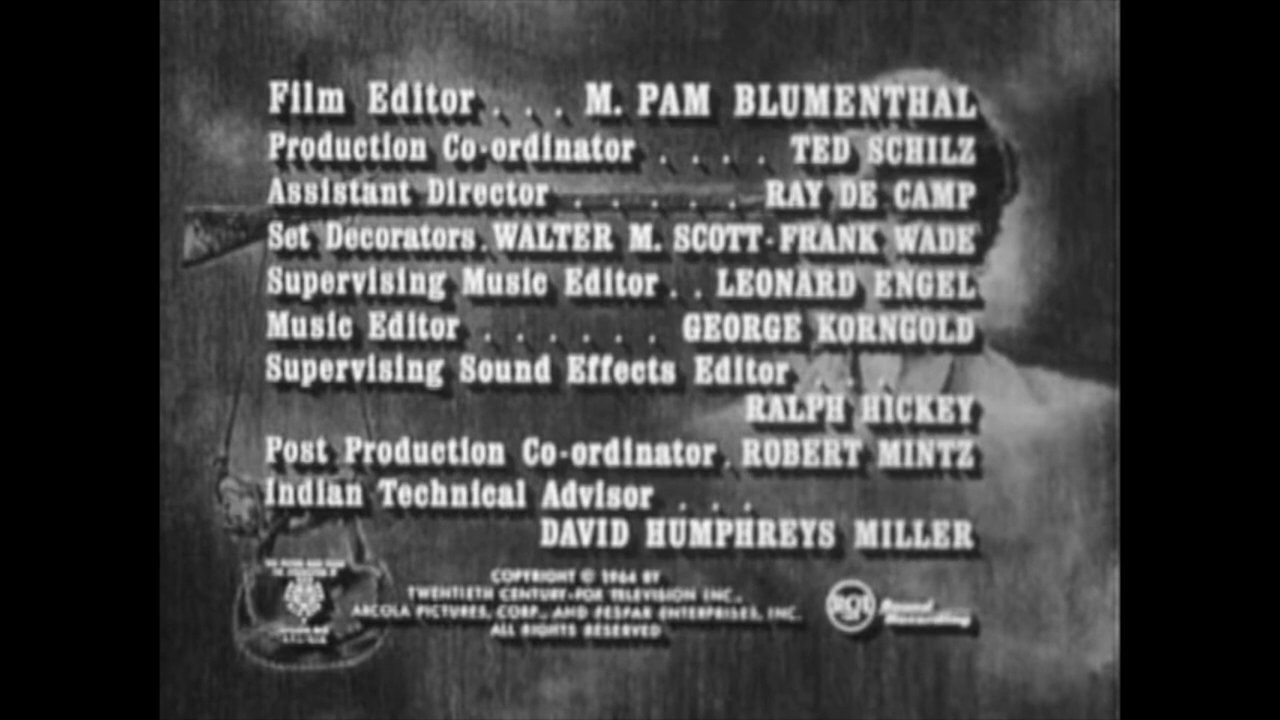 Film Editor . . . M. PAM BLUMENTHAL
Production Co-ordinator . . . . TED SCHILZ
Assistant Director . . . . . RAY DE CAMP
Set Decorators . WALTER M. SCOTT-FRANK WADE
Supervising Music Editor . . LEONARD ENGEL
Music Editor . . . . . . GEORGE KORNGOLD
Supervising Sound Effects Editor . . .
RALPH HICKEY
Post Production Co-ordinator . ROBERT MINTZ
Indian Technical Advisor . . .
DAVID HUMPHREYS MILLER
COPYRIGHT © 1964 BY
TWENTIETH CENTURY-FOX TELEVISION INC.,
ARCOLA PICTURES, CORP., AND FESPAR ENTERPRISES, INC.
ALL RIGHTS RESERVED
RCA Sound
Recording